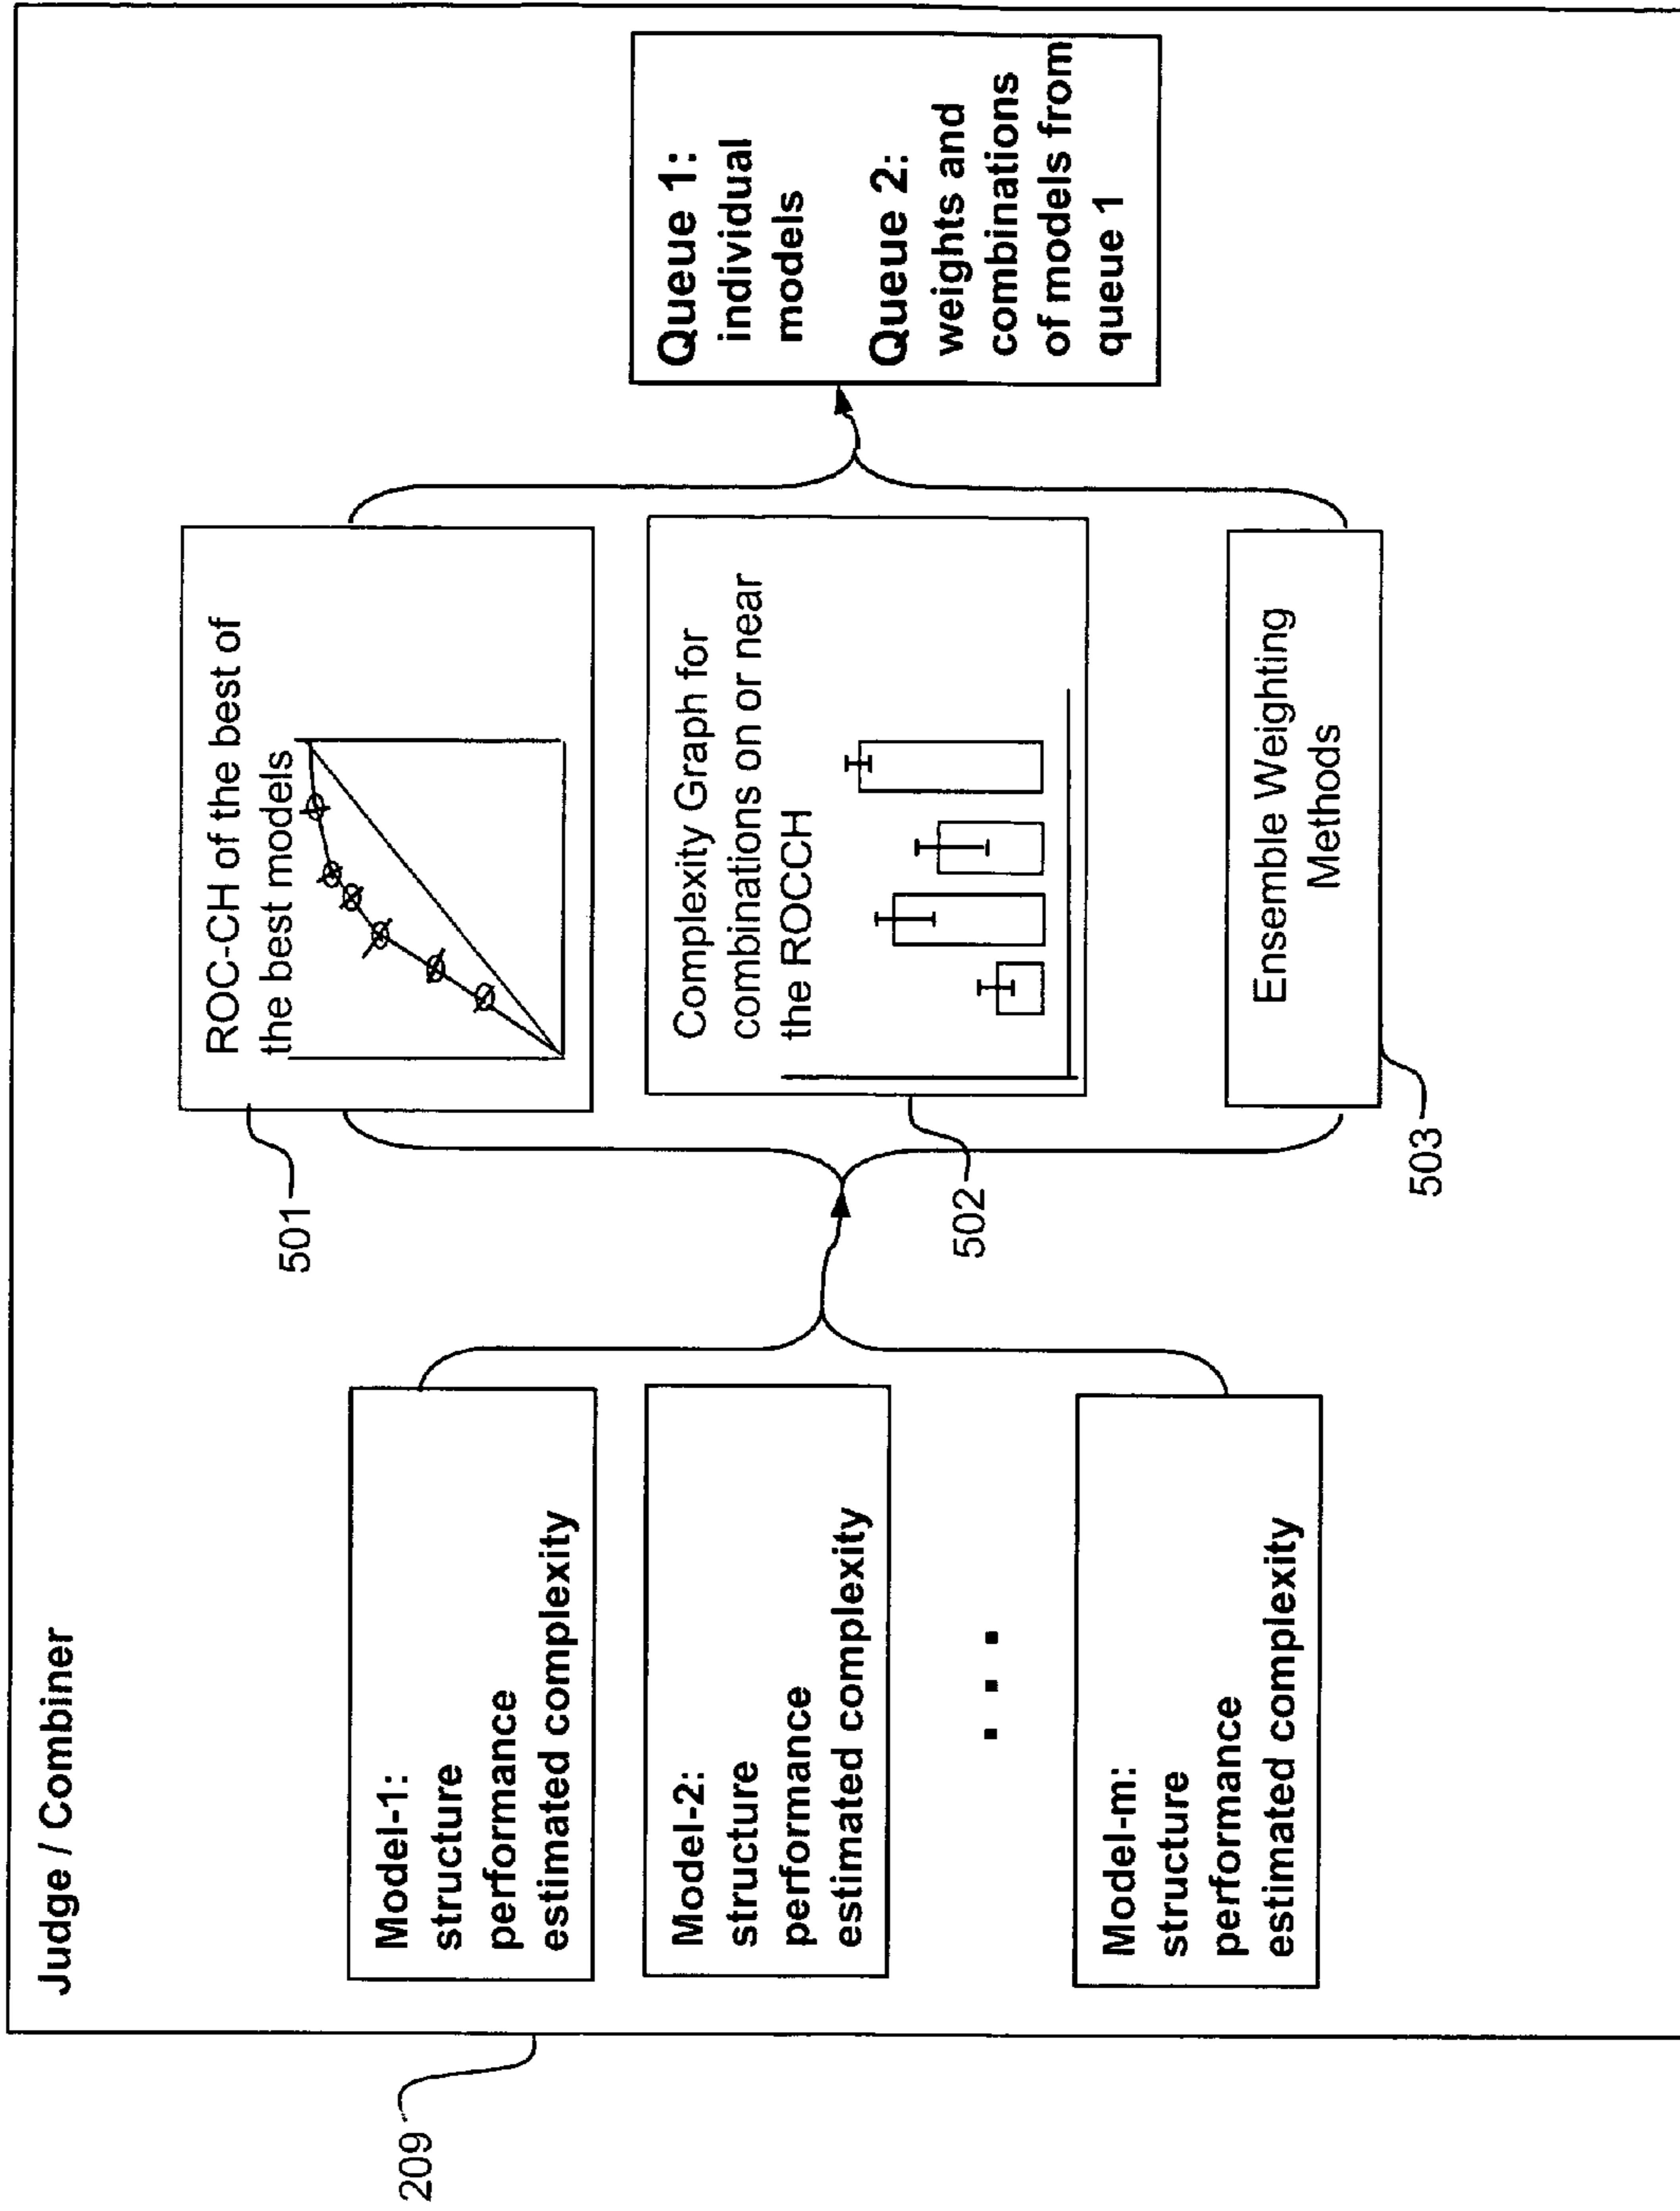 Judge / Combiner
209
Model-1:
structure
performance
estimated complexity
Model-2:
structure
performance
estimated complexity
. . .
Model-m:
structure
performance
estimated complexity
501
ROC-CH of the best of
the best models
502
Complexity Graph for
combinations on or near
the ROCCH
503
Ensemble Weighting
Methods
Queue 1:
individual
models
Queue 2:
weights and
combinations
of models from
queue 1